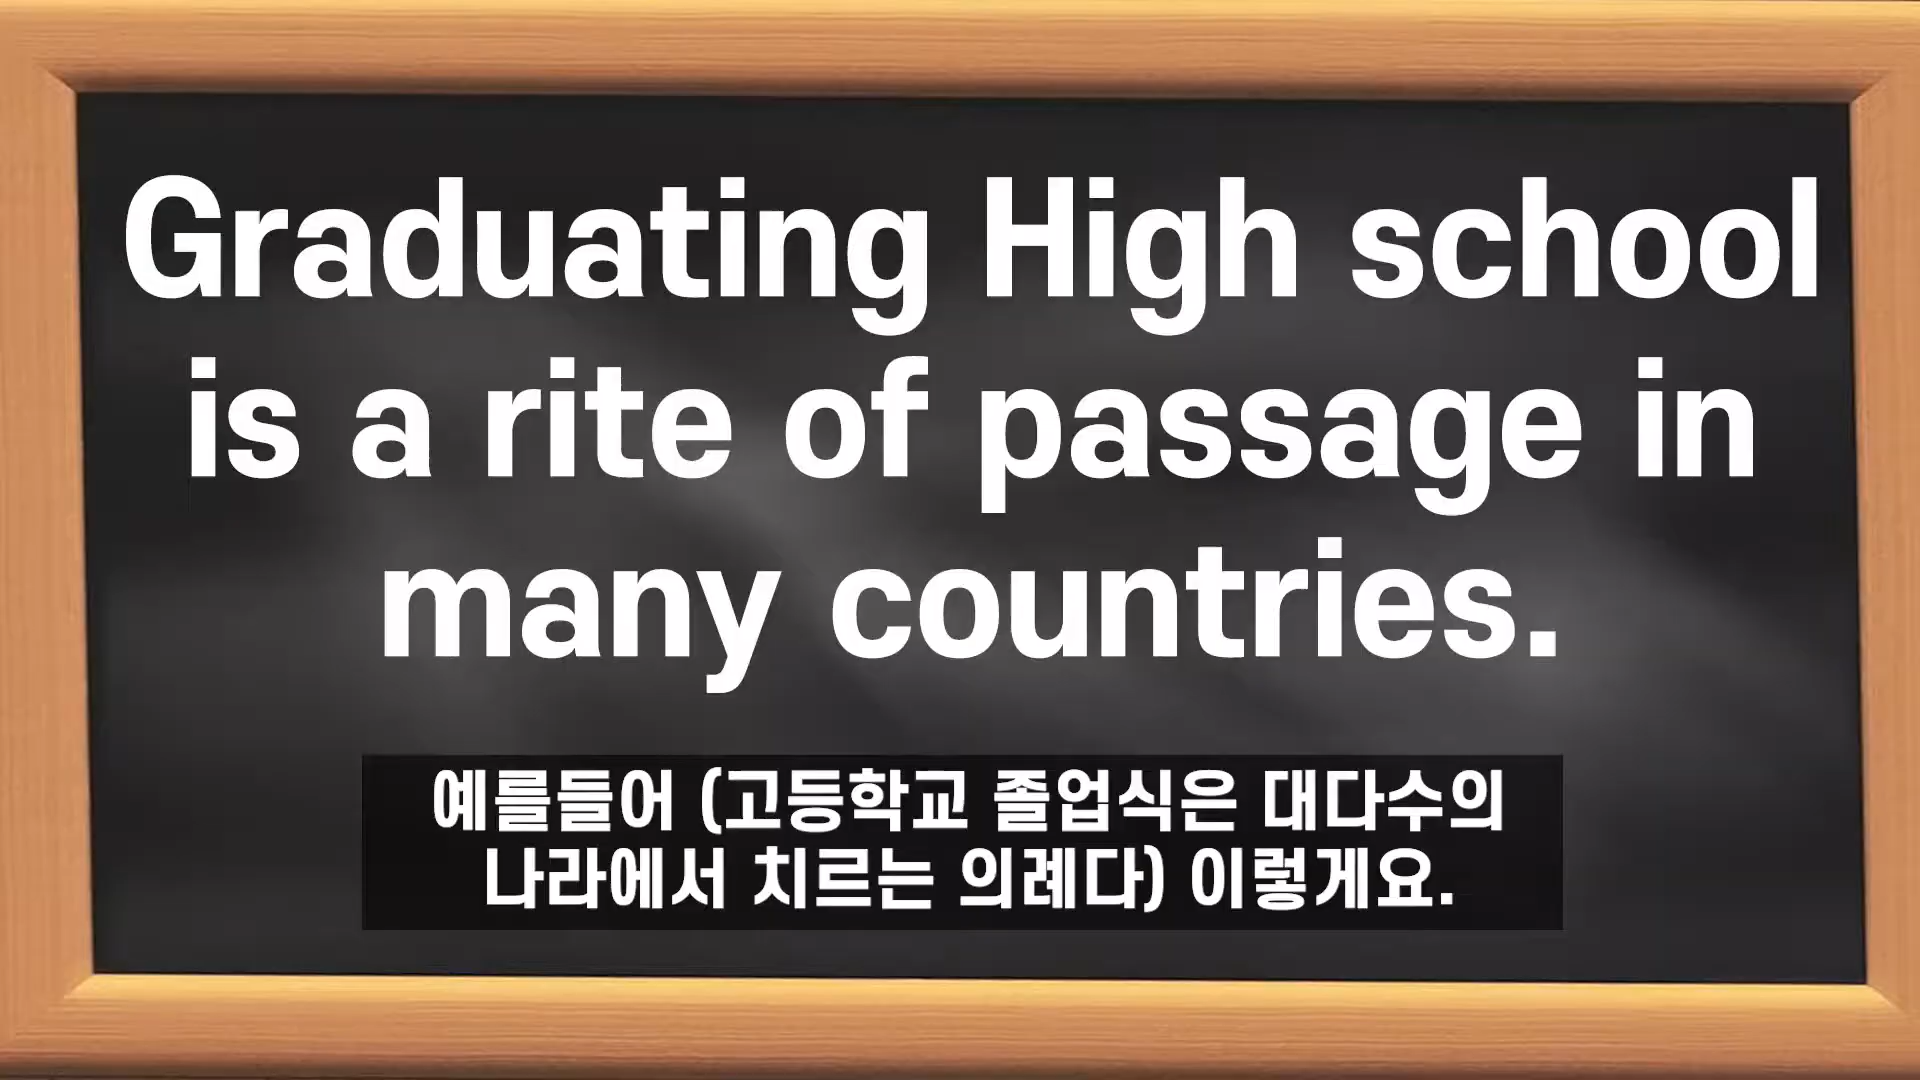 Graduating High school
is a rite of passage in
many countries.
예를들어 (고등학교 졸업식은 대다수의
나라에서 치르는 의례다) 이렇게요.